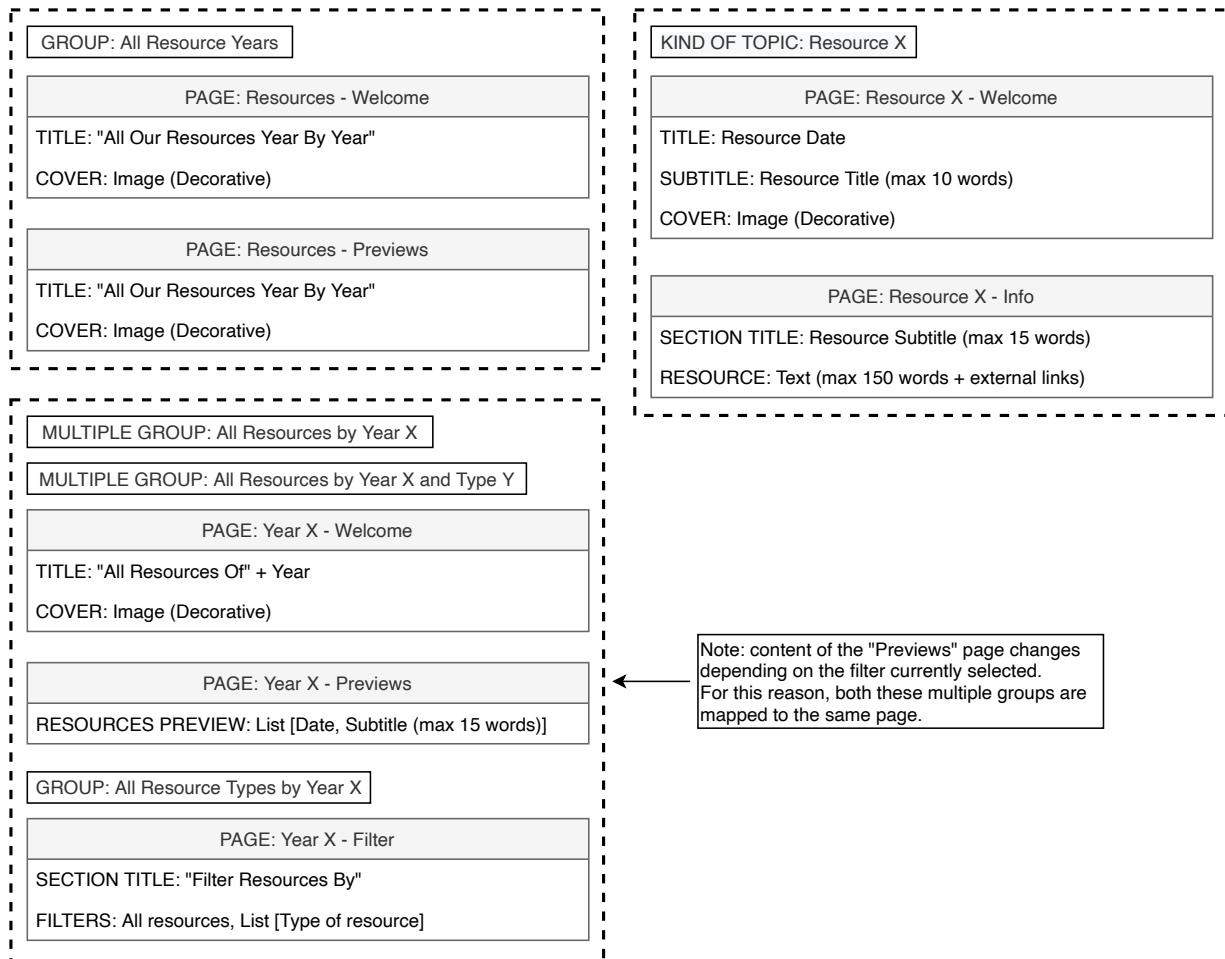 GROUP: All Resource Years
PAGE: Resources - Welcome
TITLE: "All Our Resources Year By Year"
COVER: Image (Decorative)
PAGE: Resources - Previews
TITLE: "All Our Resources Year By Year"
COVER: Image (Decorative)
KIND OF TOPIC: Resource X
PAGE: Resource X - Welcome
TITLE: Resource Date
SUBTITLE: Resource Title (max 10 words)
COVER: Image (Decorative)
PAGE: Resource X - Info
SECTION TITLE: Resource Subtitle (max 15 words)
RESOURCE: Text (max 150 words + external links)
MULTIPLE GROUP: All Resources by Year X
MULTIPLE GROUP: All Resources by Year X and Type Y
PAGE: Year X - Welcome
TITLE: "All Resources Of" + Year
COVER: Image (Decorative)
PAGE: Year X - Previews
RESOURCES PREVIEW: List [Date, Subtitle (max 15 words)]
GROUP: All Resource Types by Year X
PAGE: Year X - Filter
SECTION TITLE: "Filter Resources By"
FILTERS: All resources, List [Type of resource]
Note: content of the "Previews" page changes
depending on the filter currently selected.
For this reason, both these multiple groups are
mapped to the same page.